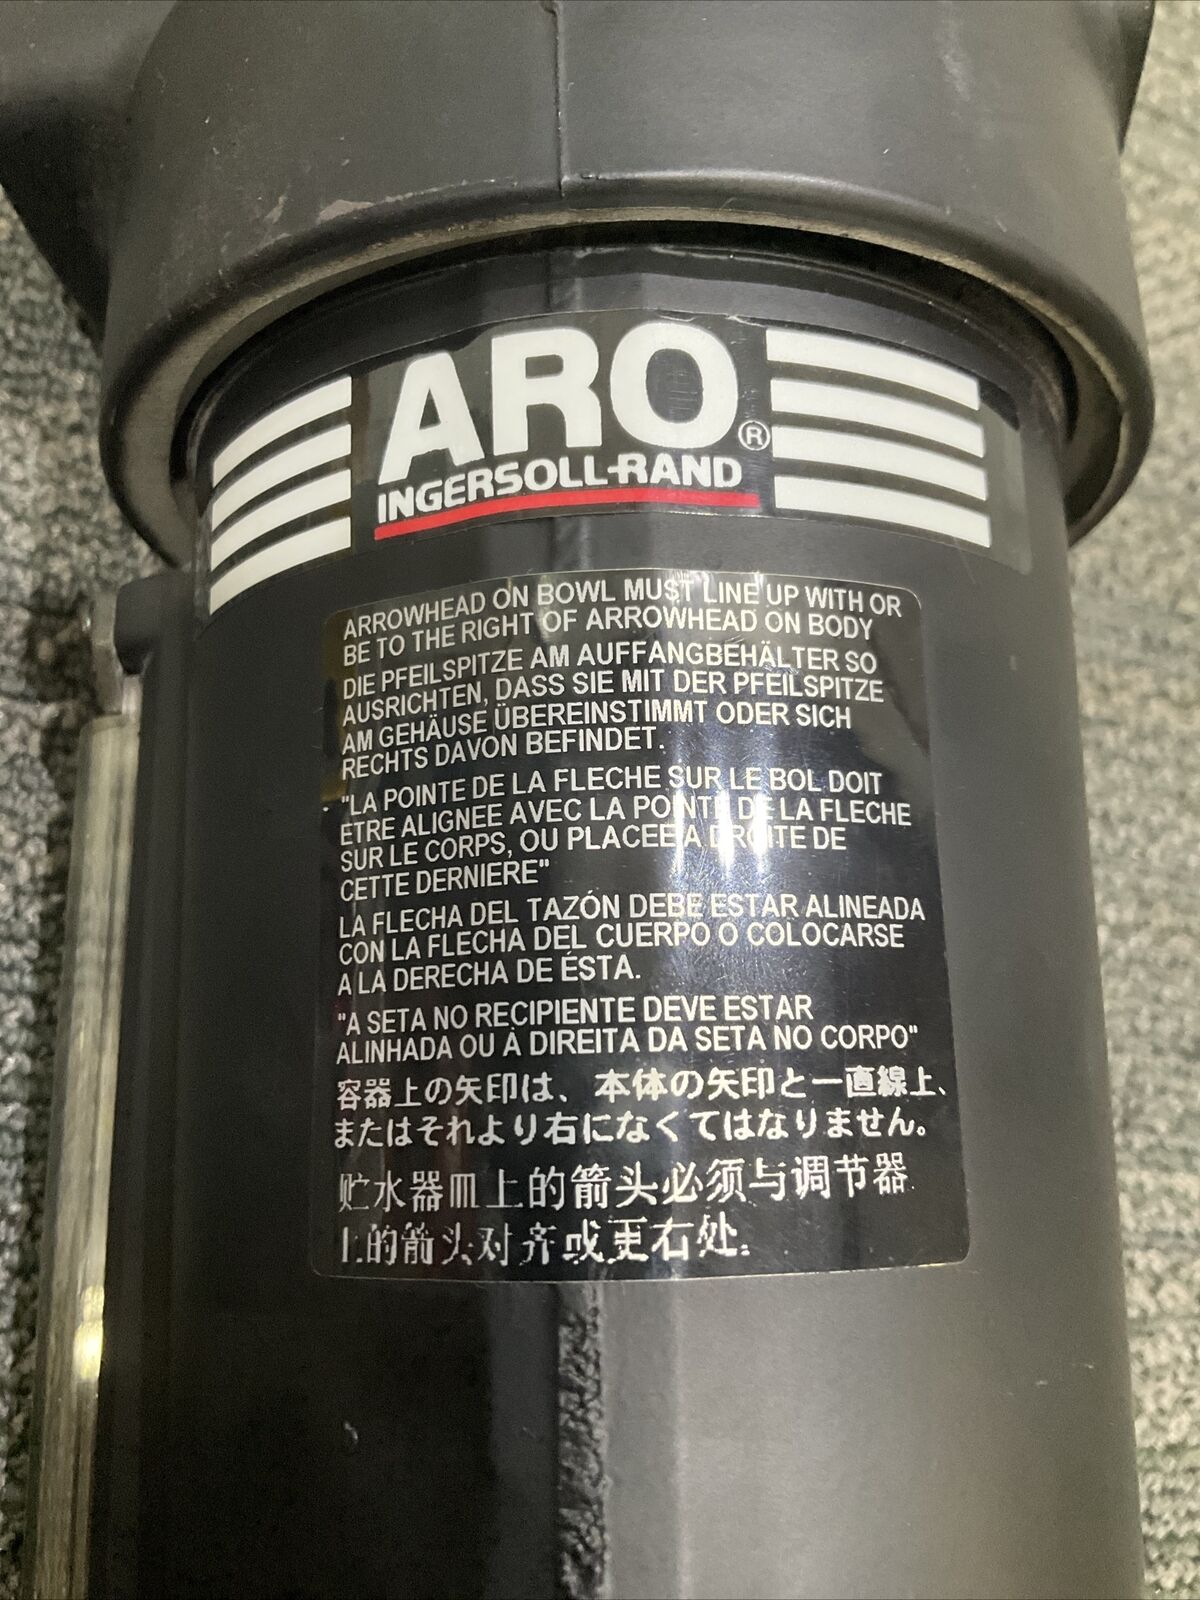 ARO®
INGERSOLL-RAND
ARROWHEAD ON BOWL MUST LINE UP WITH OR
BE TO THE RIGHT OF ARROWHEAD ON BODY
DIE PFEILSPITZE AM AUFFANGBEHÄLTER SO
AUSRICHTEN, DASS SIE MIT DER PFEILSPITZE
AM GEHÄUSE ÜBEREINSTIMMT ODER SICH
RECHTS DAVON BEFINDET.
"LA POINTE DE LA FLECHE SUR LE BOL DOIT
ETRE ALIGNEE AVEC LA POINTE DE LA FLECHE
SUR LE CORPS, OU PLACEE A DROITE DE
CETTE DERNIERE"
LA FLECHA DEL TAZÓN DEBE ESTAR ALINEADA
CON LA FLECHA DEL CUERPO O COLOCARSE
A LA DERECHA DE ÉSTA.
"A SETA NO RECIPIENTE DEVE ESTAR
ALINHADA OU À DIREITA DA SETA NO CORPO"
容器上の矢印は、本体の矢印と一直線上、
またはそれより右になくてはなりません。
贮水器皿上的箭头必须与调节器
上的箭头对齐或更右处。